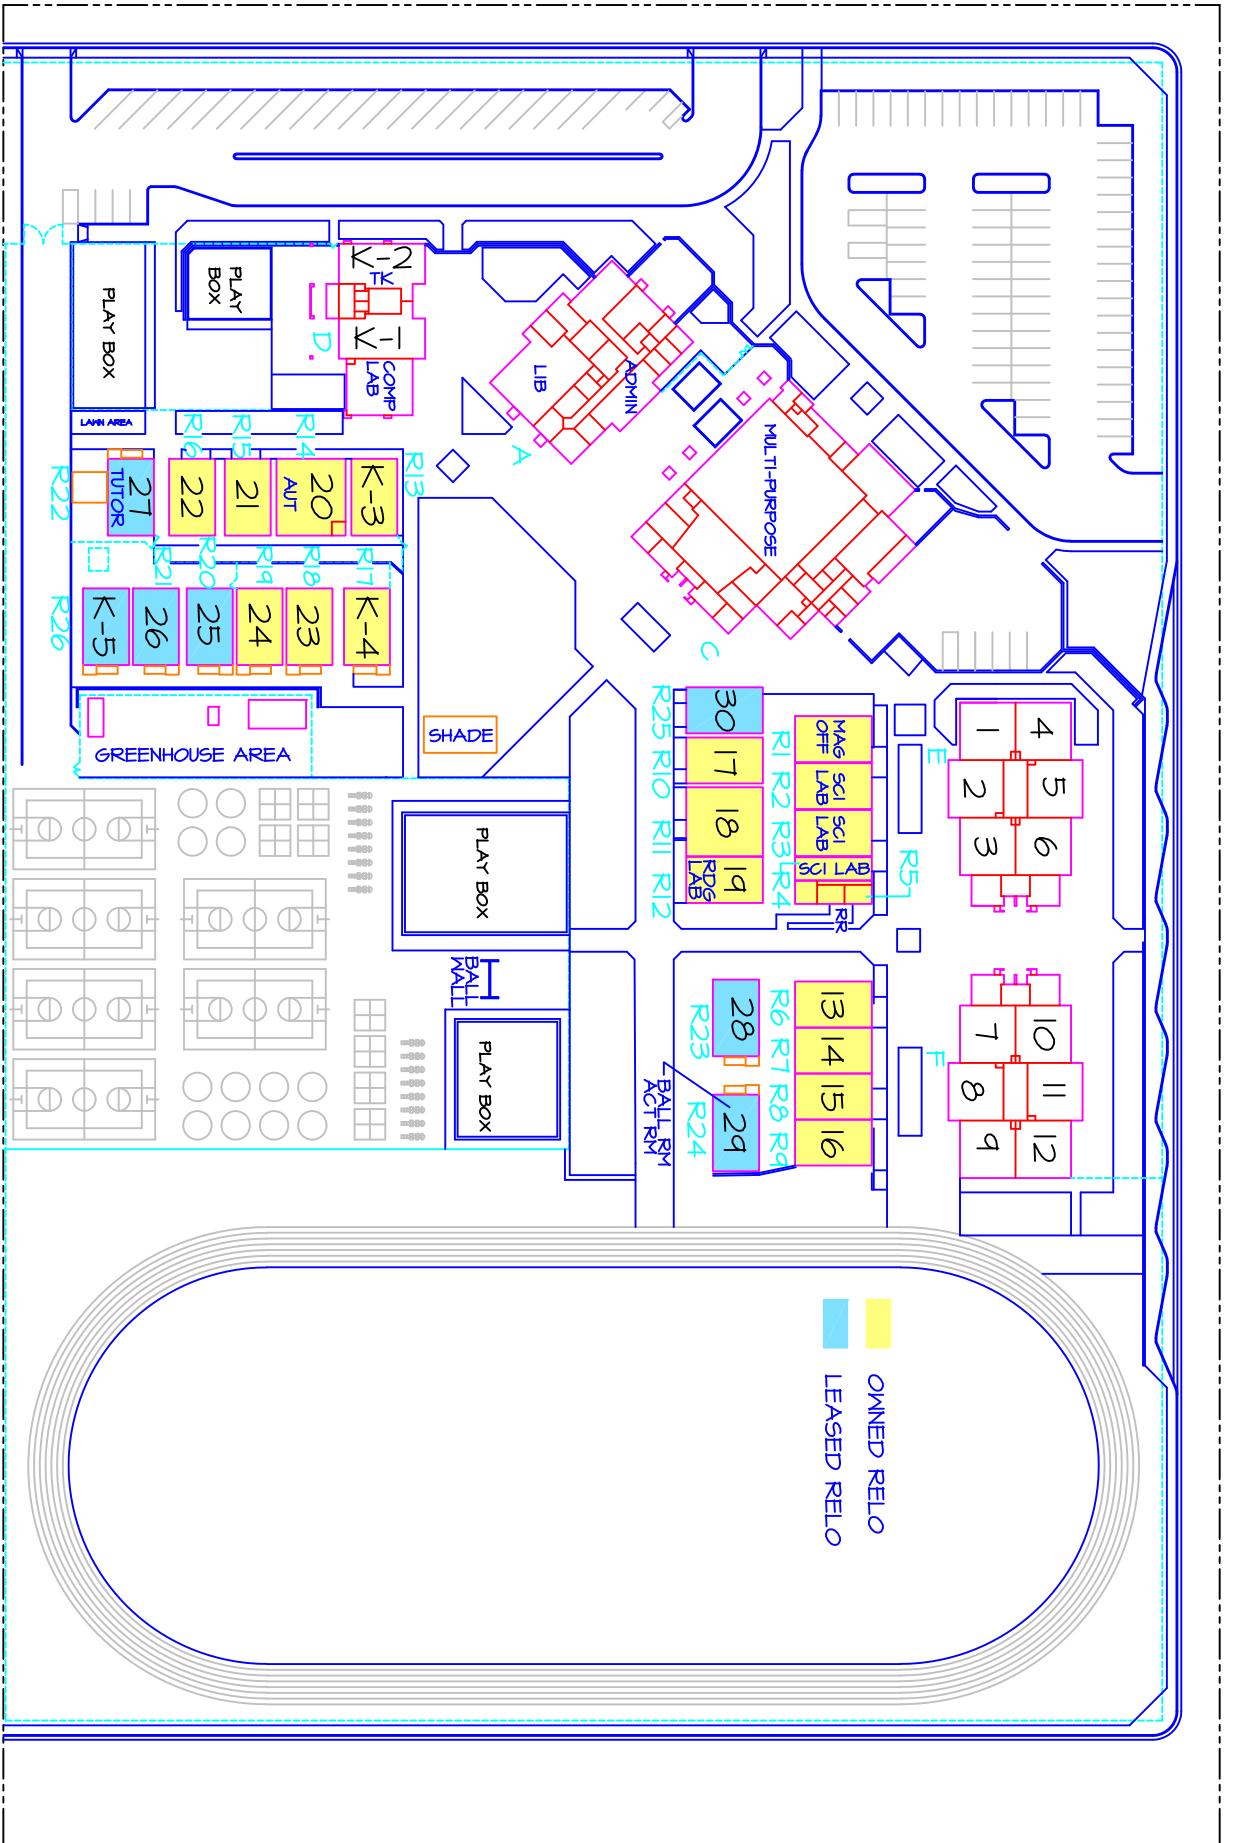 K-2
TK
K-1
COMP
LAB
D
PLAY
BOX
PLAY BOX
LAWN AREA
LIB
ADMIN
A
MULTI-PURPOSE
C
R13
R14
R15
R16
R22
K-3
20
AUT
21
22
27
TUTOR
R17
R18
R19
R20
R21
R26
K-4
23
24
25
26
K-5
GREENHOUSE AREA
SHADE
PLAY BOX
BALL
WALL
PLAY BOX
30
17
18
19
RDG
LAB
R25
R10
R11
R12
MAG
OFF
SCI
LAB
SCI
LAB
SCI LAB
RR
R1
R2
R3
R4
R5
E
4
1
5
2
6
3
F
10
7
11
8
12
9
13
14
15
16
R6
R7
R8
R9
28
29
R23
R24
BALL RM
ACT RM
OWNED RELO
LEASED RELO